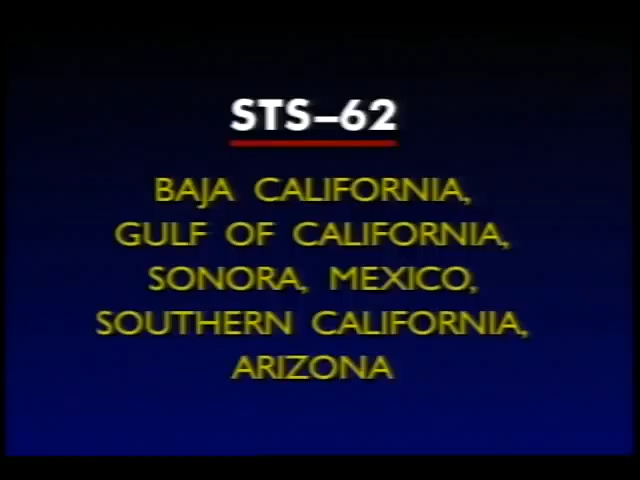 STS–62
BAJA CALIFORNIA,
GULF OF CALIFORNIA,
SONORA, MEXICO,
SOUTHERN CALIFORNIA,
ARIZONA